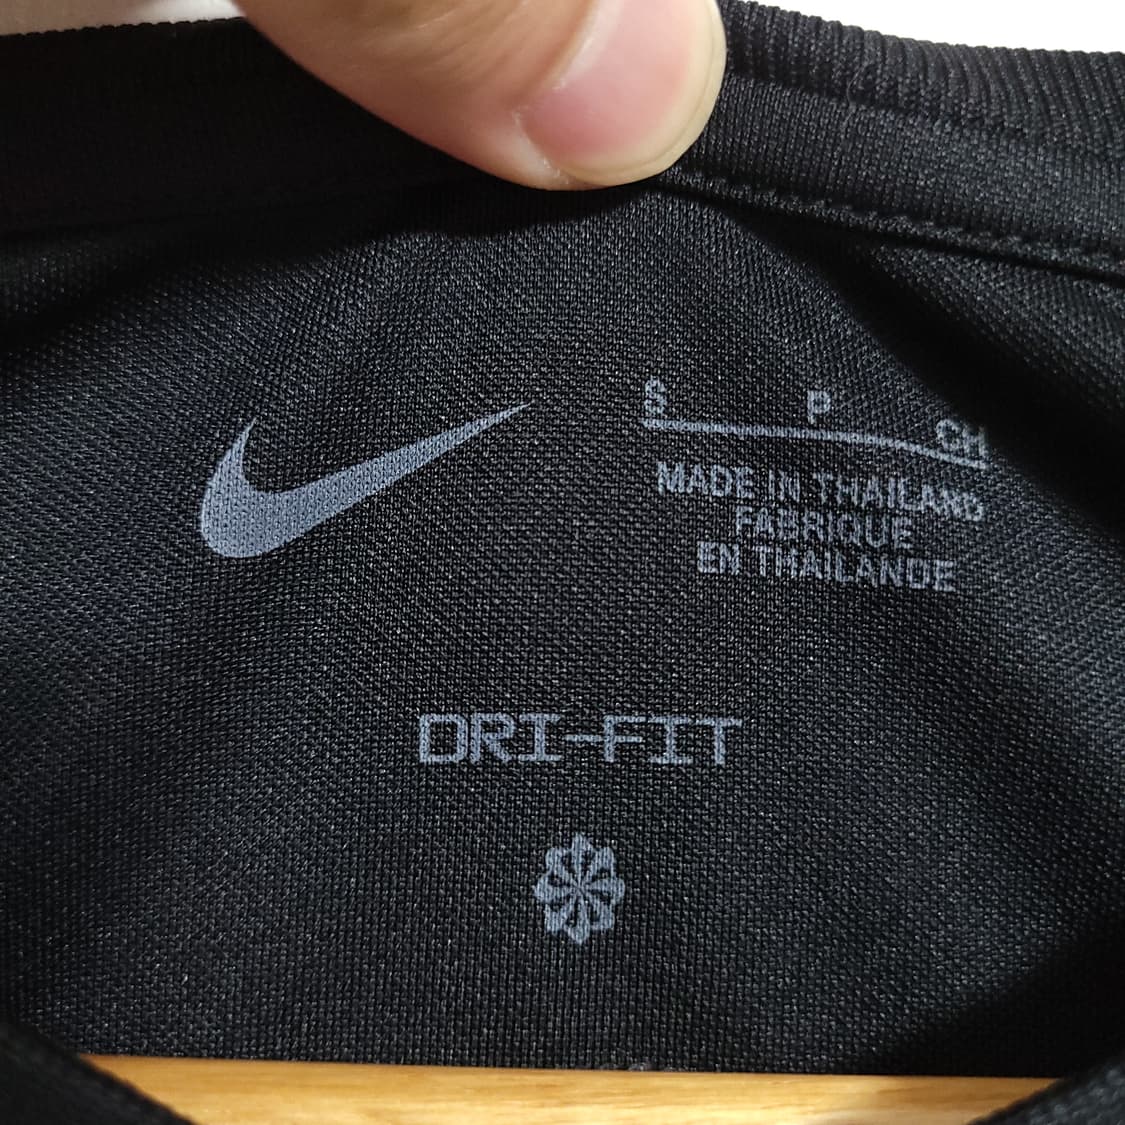 S P CH
MADE IN THAILAND
FABRIQUE
EN THAILANDE
DRI-FIT